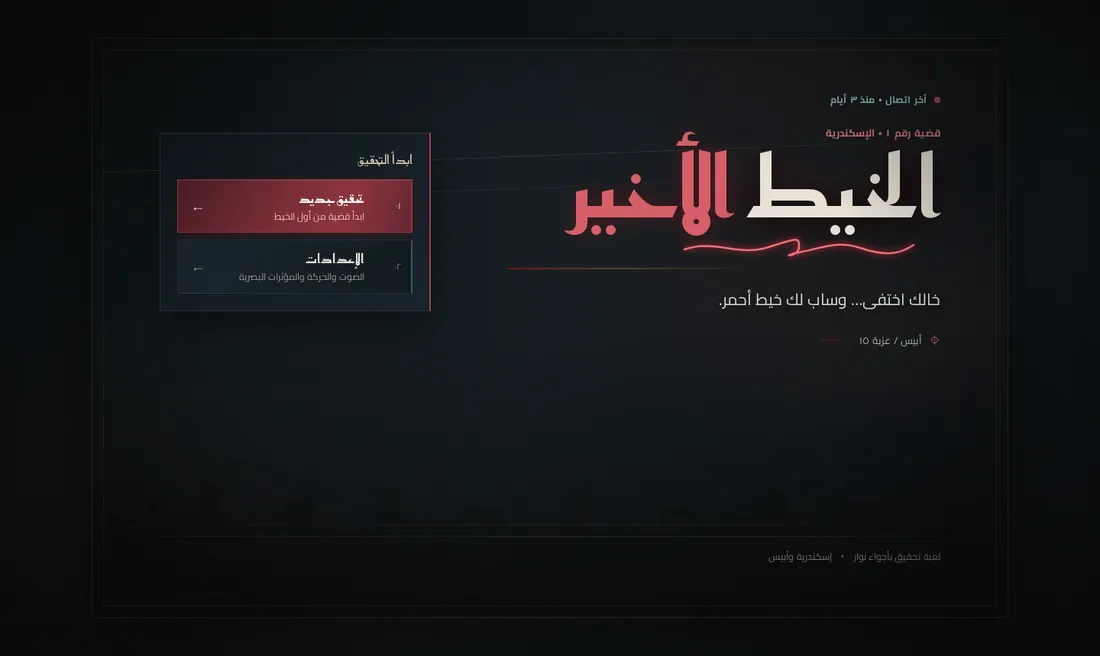 آخر اتصال • منذ ٣ أيام
قضية رقم ١ • الإسكندرية
الخيط الأخير
خالك اختفى... وساب لك خيط أحمر.
أبيس / عزبة ١٥
ابدأ التحقيق
٠١
تحقيق جديد
ابدأ قضية من أول الخيط
←
٠٢
الإعدادات
الصوت والحركة والمؤثرات البصرية
←
لعبة تحقيق بأجواء نوار • إسكندرية وأبيس